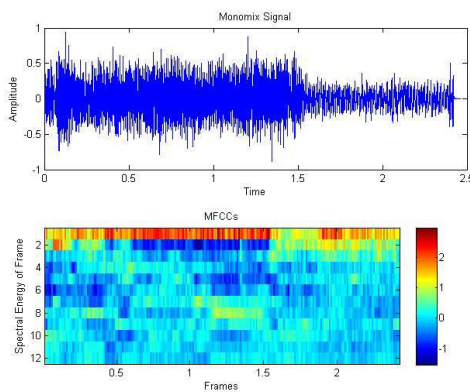 Monomix Signal
1
0.5
0
-0.5
-1
Amplitude
0 0.5 1 1.5 2 2.5
Time
MFCCs
2
4
6
8
10
12
Spectral Energy of Frame
0.5 1 1.5 2
Frames
2
1
0
-1